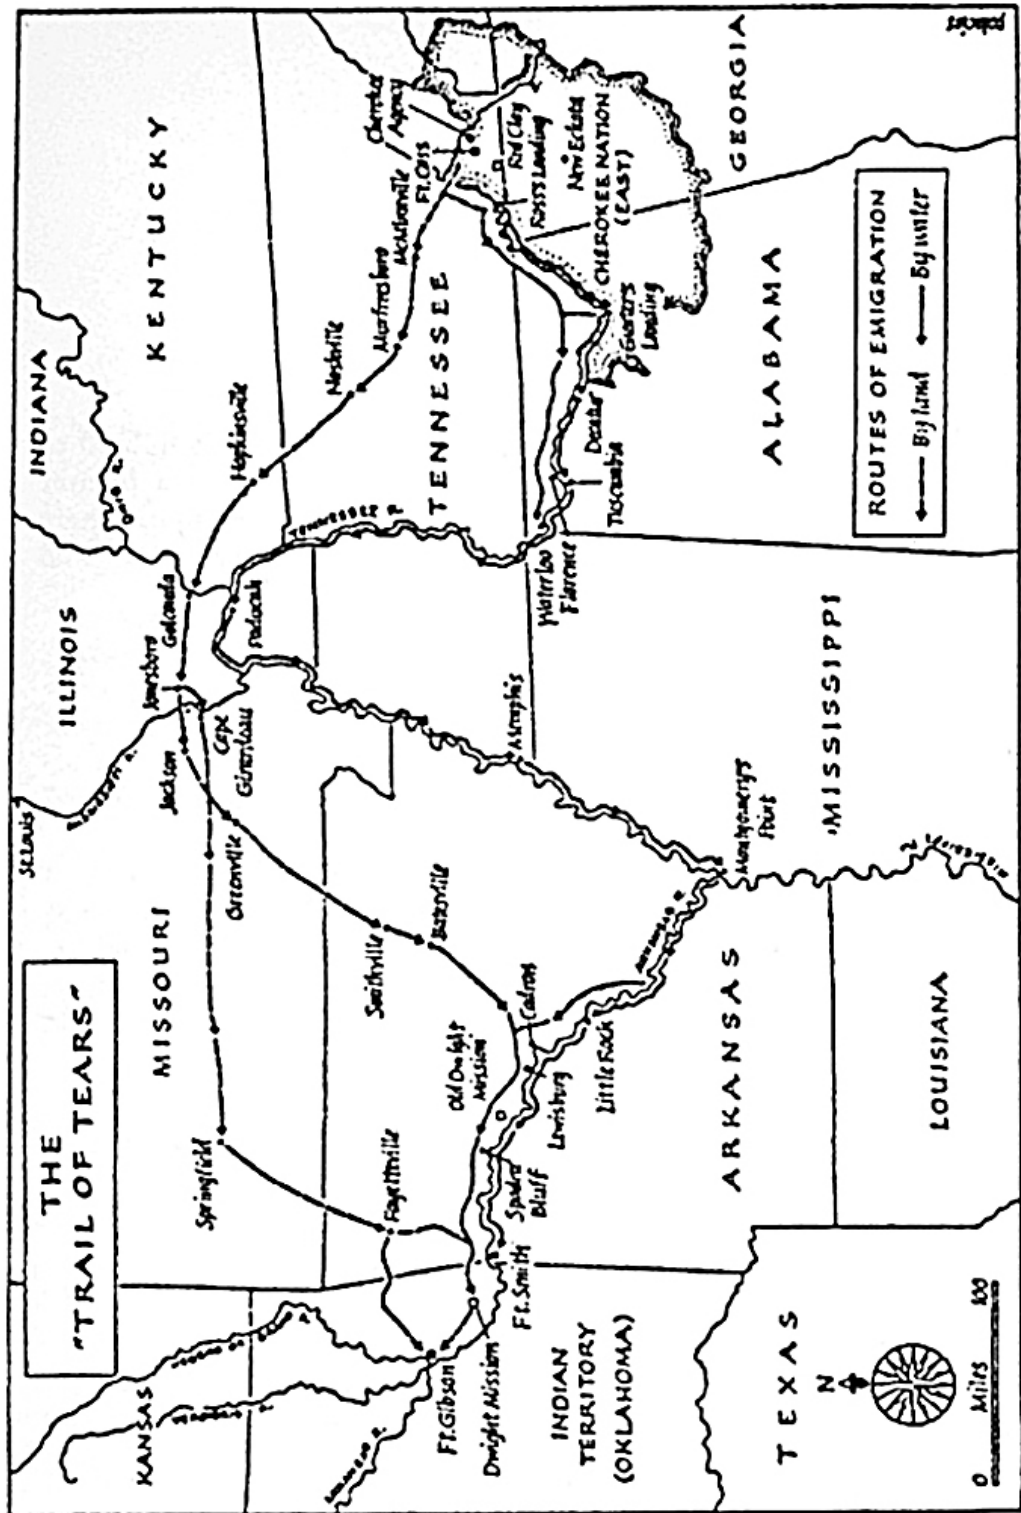 THE
"TRAIL OF TEARS"
KANSAS
MISSOURI
ILLINOIS
INDIANA
KENTUCKY
St. Louis
Ohio R.
Springfield
Greenville
Jackson
Jonesboro
Cape
Girardeau
Golconda
Paducah
Hopkinsville
Nashville
Murfreesboro
McMinnville
Cherokee
Agency
Ft. Cass
Red Clay
Ross's Landing
New Echota
CHEROKEE NATION
(EAST)
TENNESSEE
TENNESSEE R.
Fayetteville
Smithville
Batesville
Old Dwight
Mission
Cadron
Lewisburg
Little Rock
Spadra
Bluff
Ft. Smith
Ft. Gibson
Dwight Mission
ARKANSAS R.
Memphis
Montgomery's
Point
Waterloo
Florence
Tuscumbia
Decatur
Gunter's
Landing
INDIAN
TERRITORY
(OKLAHOMA)
ARKANSAS
MISSISSIPPI
ALABAMA
GEORGIA
TEXAS
LOUISIANA
N
0 Miles 100
ROUTES OF EMIGRATION
By land
By water